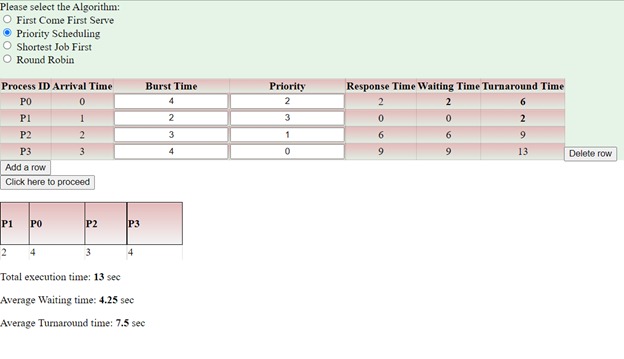 Please select the Algorithm:
First Come First Serve
Priority Scheduling
Shortest Job First
Round Robin
Process ID Arrival Time Burst Time Priority Response Time Waiting Time Turnaround Time
P0 0 4 2 2 2 6
P1 1 2 3 0 0 2
P2 2 3 1 6 6 9
P3 3 4 0 9 9 13 Delete row
Add a row
Click here to proceed
P1 P0 P2 P3
2 4 3 4
Total execution time: 13 sec
Average Waiting time: 4.25 sec
Average Turnaround time: 7.5 sec